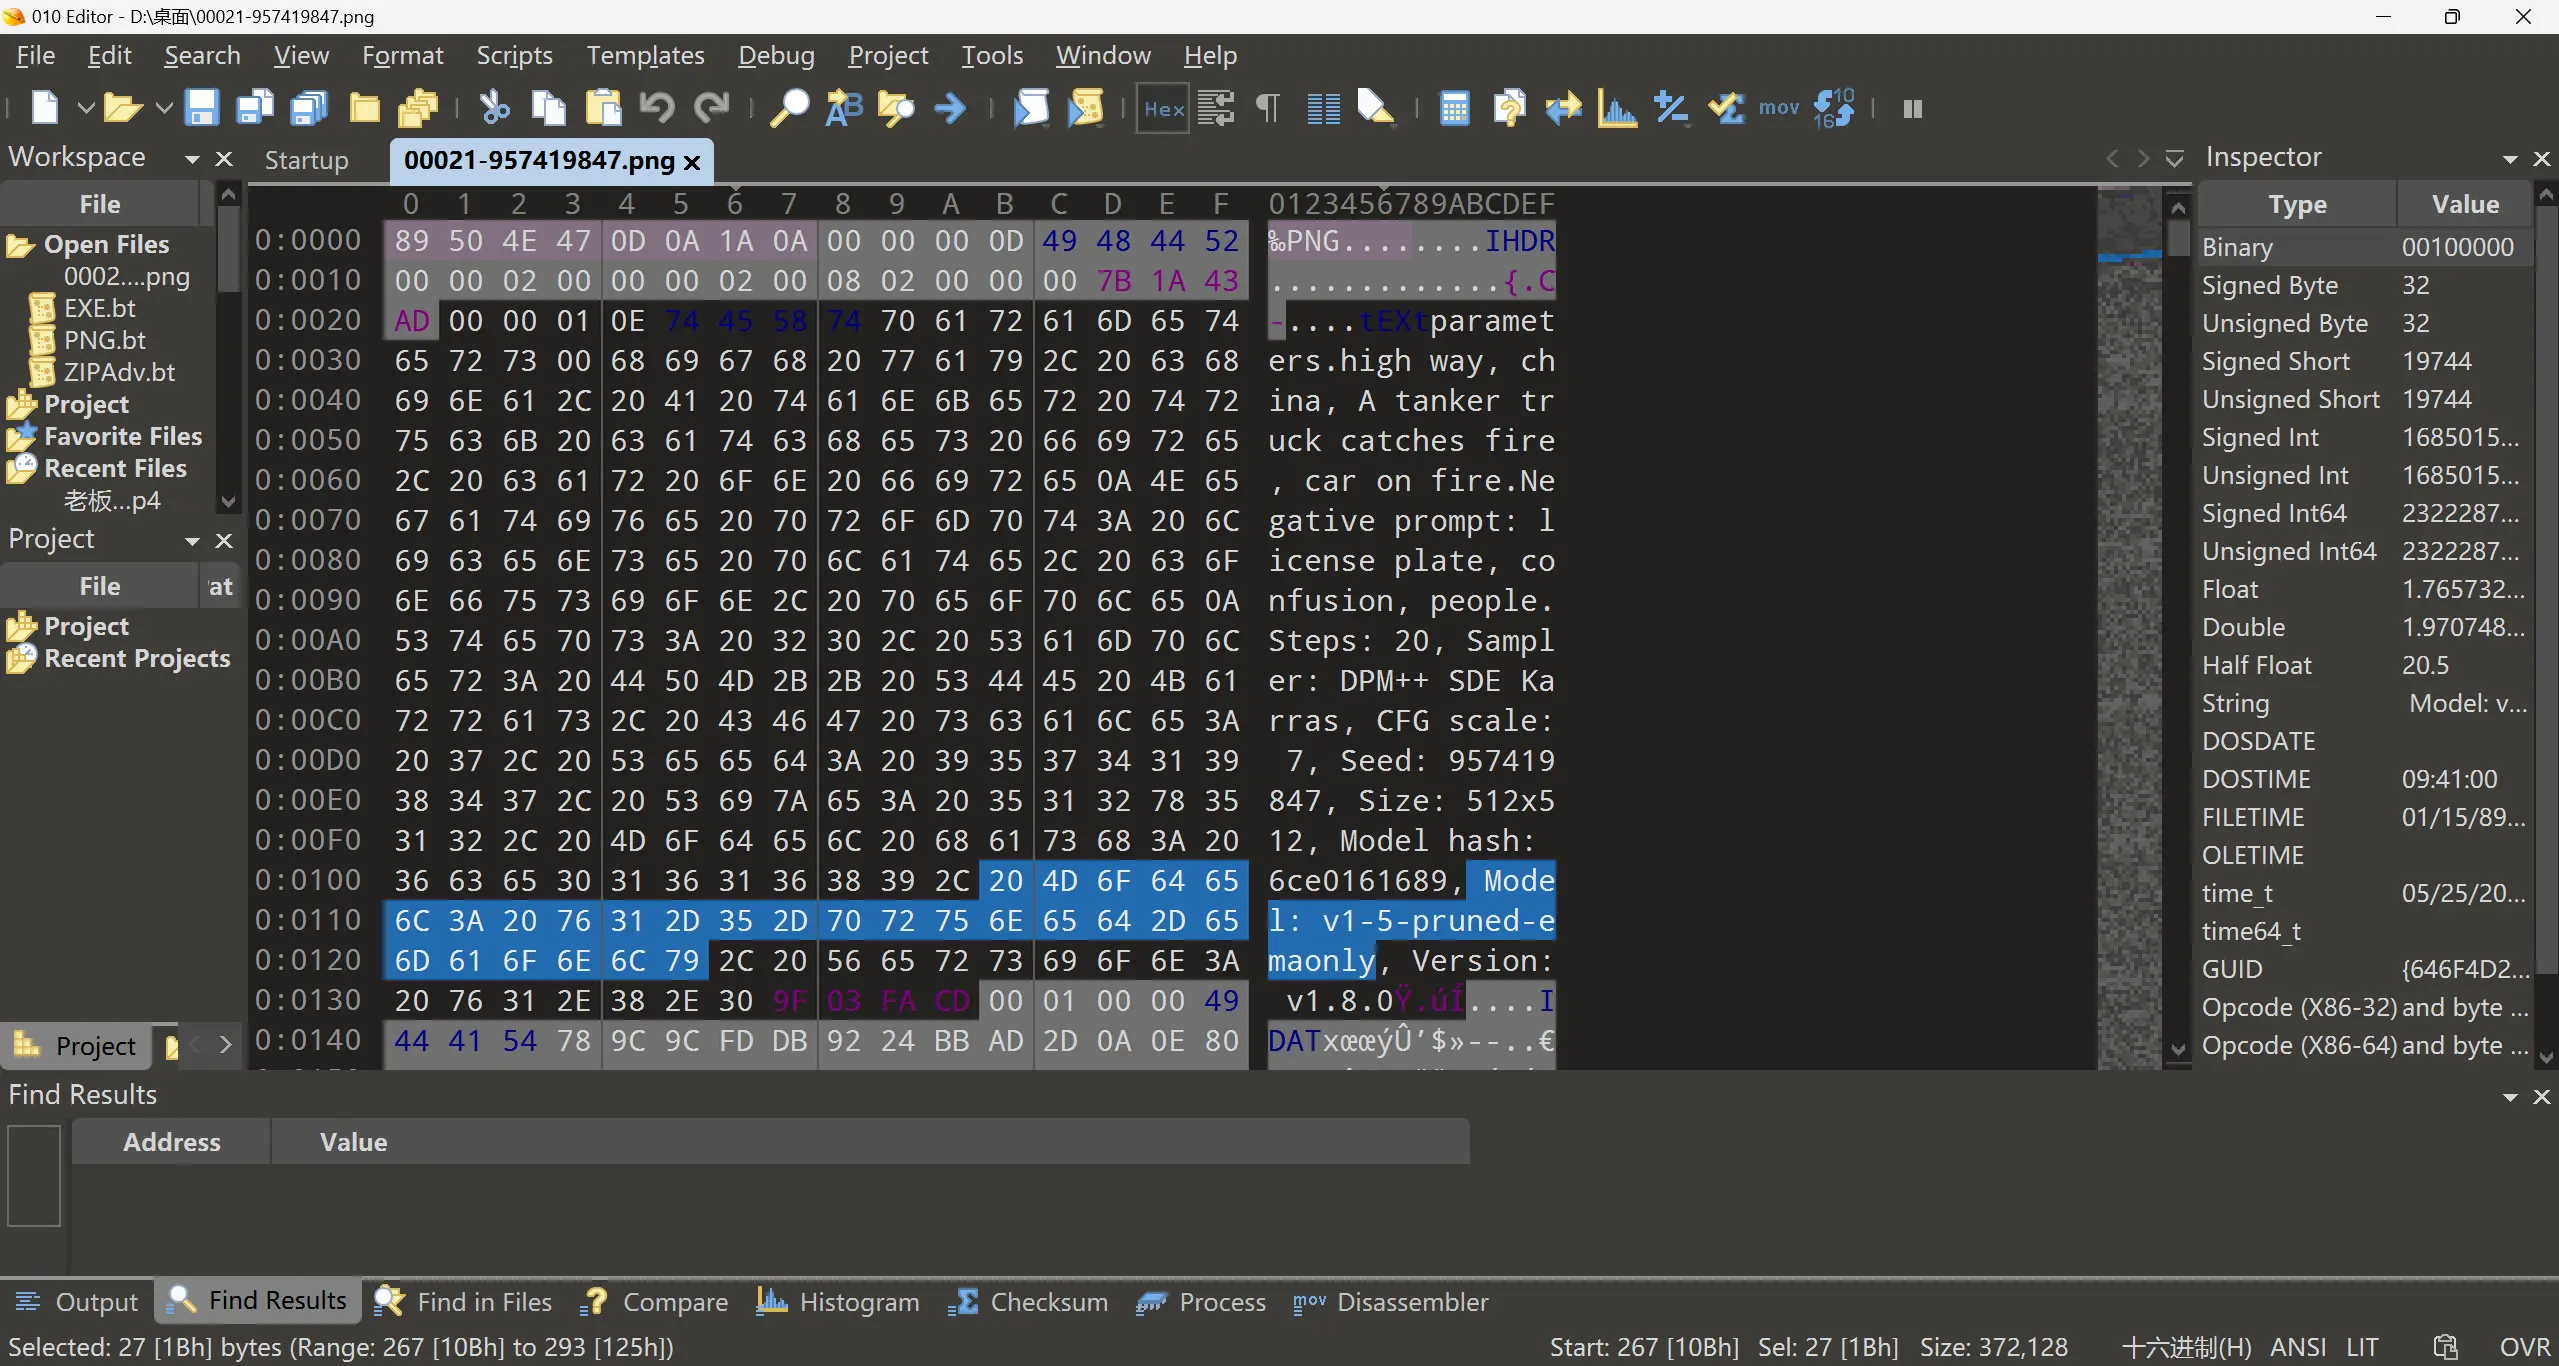 010 Editor - D:\桌面\00021-957419847.png
File Edit Search View Format Scripts Templates Debug Project Tools Window Help
Hex
mov
Workspace
Startup
00021-957419847.png
Inspector
File
Open Files
0002....png
EXE.bt
PNG.bt
ZIPAdv.bt
Project
Favorite Files
Recent Files
老板...p4
Project
File
Project
Recent Projects
Project
0 1 2 3 4 5 6 7 8 9 A B C D E F 0123456789ABCDEF
0:0000 89 50 4E 47 0D 0A 1A 0A 00 00 00 0D 49 48 44 52 ‰PNG........IHDR
0:0010 00 00 02 00 00 00 02 00 08 02 00 00 00 7B 1A 43 .............{.C
0:0020 AD 00 00 01 0E 74 45 58 74 70 61 72 61 6D 65 74 -....tEXtparamet
0:0030 65 72 73 00 68 69 67 68 20 77 61 79 2C 20 63 68 ers.high way, ch
0:0040 69 6E 61 2C 20 41 20 74 61 6E 6B 65 72 20 74 72 ina, A tanker tr
0:0050 75 63 6B 20 63 61 74 63 68 65 73 20 66 69 72 65 uck catches fire
0:0060 2C 20 63 61 72 20 6F 6E 20 66 69 72 65 0A 4E 65 , car on fire.Ne
0:0070 67 61 74 69 76 65 20 70 72 6F 6D 70 74 3A 20 6C gative prompt: l
0:0080 69 63 65 6E 73 65 20 70 6C 61 74 65 2C 20 63 6F icense plate, co
0:0090 6E 66 75 73 69 6F 6E 2C 20 70 65 6F 70 6C 65 0A nfusion, people.
0:00A0 53 74 65 70 73 3A 20 32 30 2C 20 53 61 6D 70 6C Steps: 20, Sampl
0:00B0 65 72 3A 20 44 50 4D 2B 2B 20 53 44 45 20 4B 61 er: DPM++ SDE Ka
0:00C0 72 72 61 73 2C 20 43 46 47 20 73 63 61 6C 65 3A rras, CFG scale:
0:00D0 20 37 2C 20 53 65 65 64 3A 20 39 35 37 34 31 39 7, Seed: 957419
0:00E0 38 34 37 2C 20 53 69 7A 65 3A 20 35 31 32 78 35 847, Size: 512x5
0:00F0 31 32 2C 20 4D 6F 64 65 6C 20 68 61 73 68 3A 20 12, Model hash:
0:0100 36 63 65 30 31 36 31 36 38 39 2C 20 4D 6F 64 65 6ce0161689, Mode
0:0110 6C 3A 20 76 31 2D 35 2D 70 72 75 6E 65 64 2D 65 l: v1-5-pruned-e
0:0120 6D 61 6F 6E 6C 79 2C 20 56 65 72 73 69 6F 6E 3A maonly, Version:
0:0130 20 76 31 2E 38 2E 30 9F 03 FA CD 00 01 00 00 49 v1.8.0Ÿ.úÍ....I
0:0140 44 41 54 78 9C 9C FD DB 92 24 BB AD 2D 0A 0E 80 DATxœœýÛ’$»--..€
Type Value
Binary 00100000
Signed Byte 32
Unsigned Byte 32
Signed Short 19744
Unsigned Short 19744
Signed Int 1685015...
Unsigned Int 1685015...
Signed Int64 2322287...
Unsigned Int64 2322287...
Float 1.765732...
Double 1.970748...
Half Float 20.5
String Model: v...
DOSDATE
DOSTIME 09:41:00
FILETIME 01/15/89...
OLETIME
time_t 05/25/20...
time64_t
GUID {646F4D2...
Opcode (X86-32) and byte ...
Opcode (X86-64) and byte ...
Find Results
Address Value
Output Find Results Find in Files Compare Histogram Checksum Process mov Disassembler
Selected: 27 [1Bh] bytes (Range: 267 [10Bh] to 293 [125h]) Start: 267 [10Bh] Sel: 27 [1Bh] Size: 372,128 十六进制(H) ANSI LIT OVR